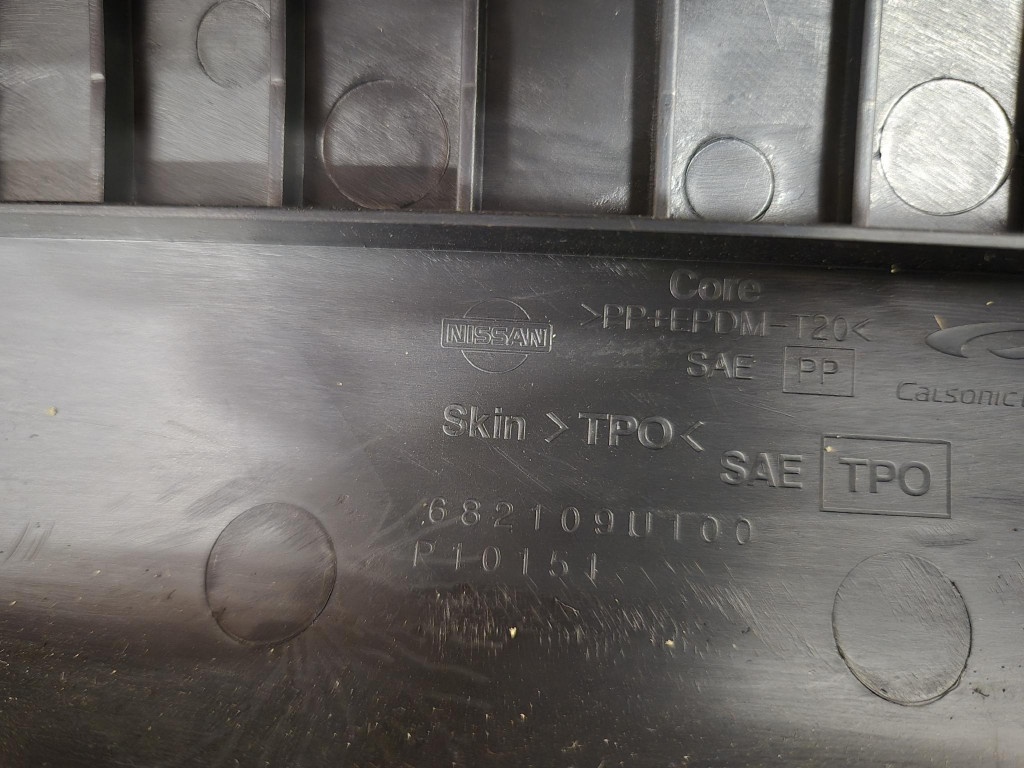 Core
NISSAN >PP+EPDM-T20<
SAE PP
Calsonic
Skin >TPO<
SAE TPO
682109U100
P10151